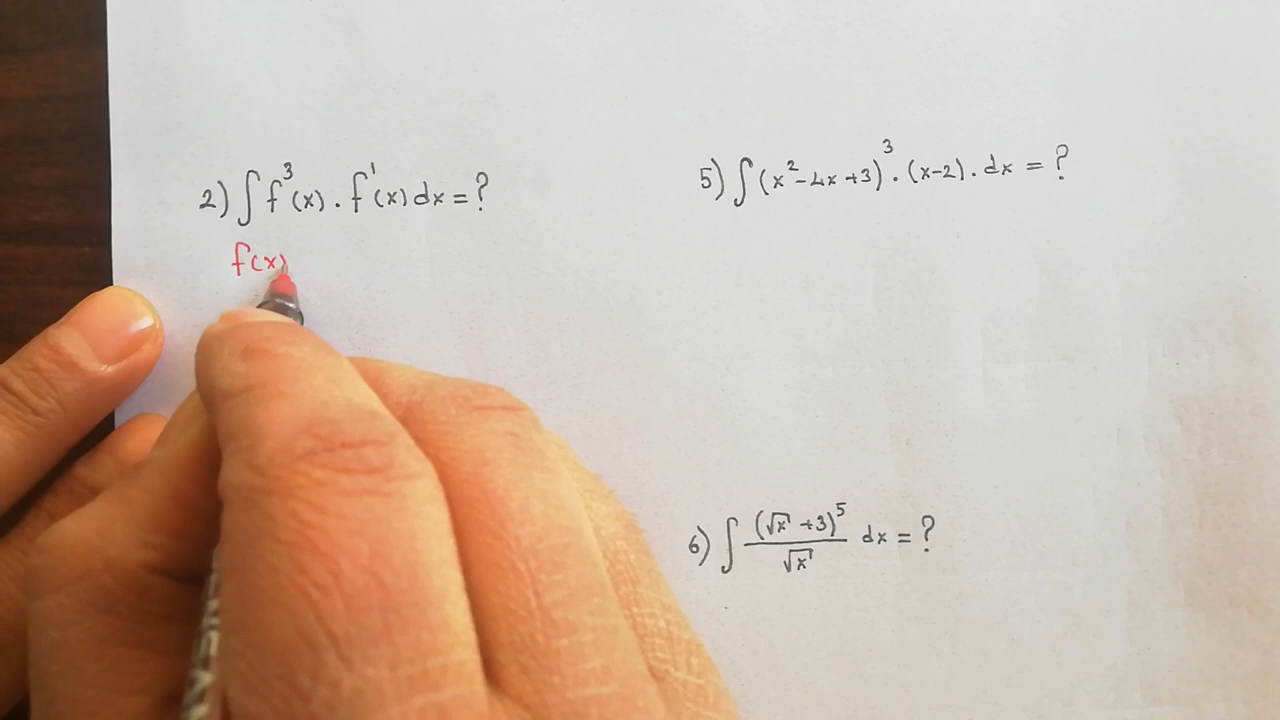 2) ∫ f³(x) . f'(x) dx = ?
f(x)
5) ∫ (x²-4x+3)³ . (x-2) . dx = ?
6) ∫ (√x +3)⁵ / √x dx = ?